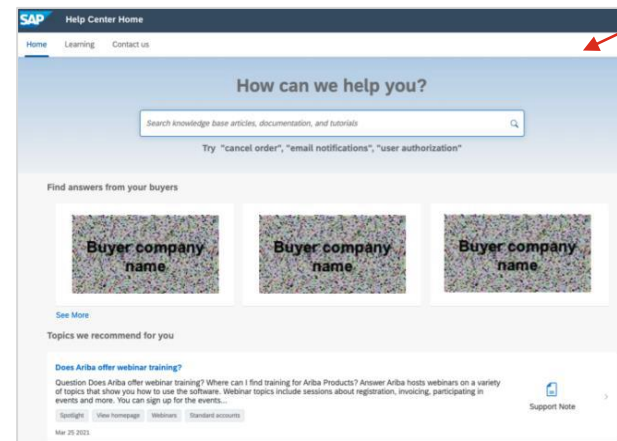 SAP Help Center Home
Home Learning Contact us
How can we help you?
Search knowledge base articles, documentation, and tutorials
Try "cancel order", "email notifications", "user authorization"
Find answers from your buyers
Buyer company name
Buyer company name
Buyer company name
See More
Topics we recommend for you
Does Ariba offer webinar training?
Question Does Ariba offer webinar training? Where can I find training for Ariba Products? Answer Ariba hosts webinars on a variety
of topics that show you how to use the software. Webinar topics include sessions about registration, invoicing, participating in
events and more. You can sign up for the events...
Support Note
Spotlight View homepage Webinars Standard accounts
Mar 25 2021